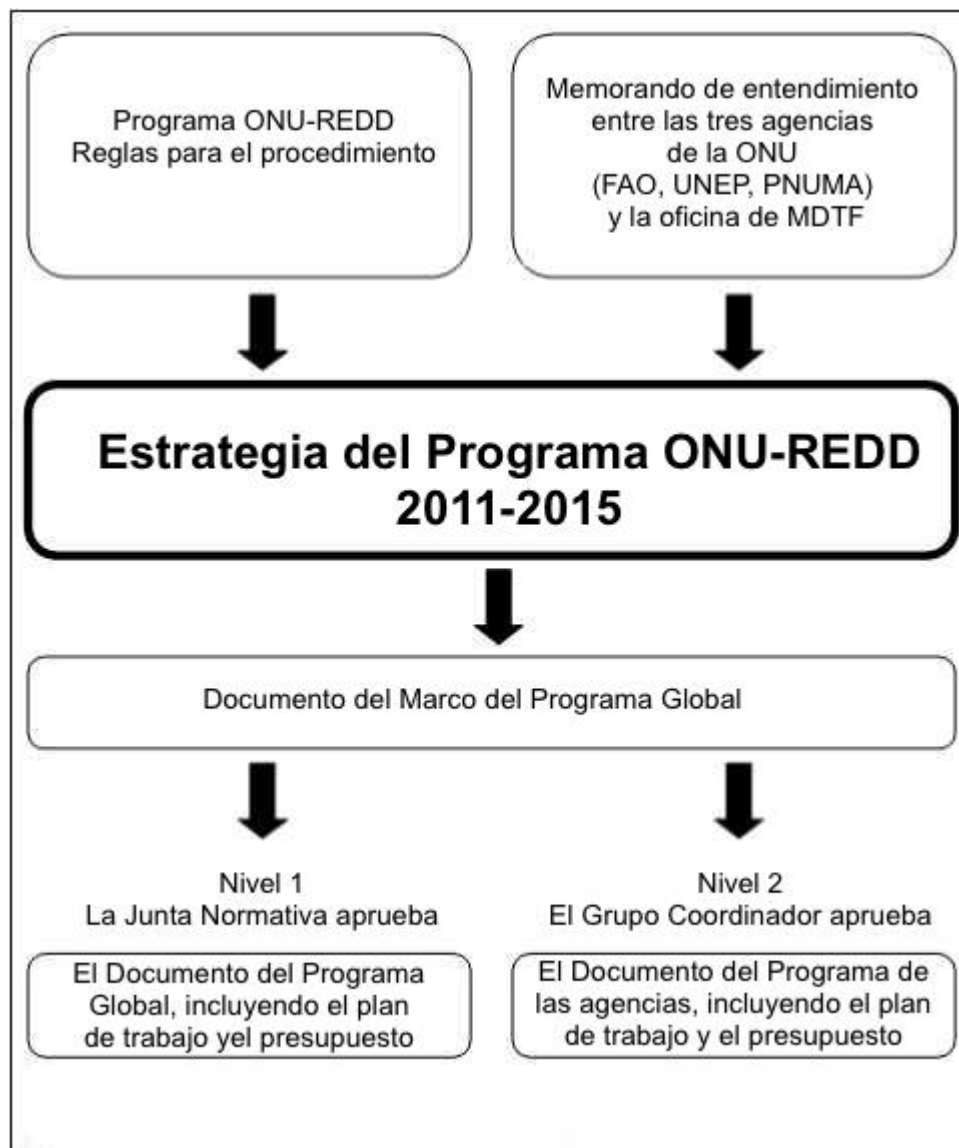 Programa ONU-REDD
Reglas para el procedimiento
Memorando de entendimiento
entre las tres agencias
de la ONU
(FAO, UNEP, PNUMA)
y la oficina de MDTF
Estrategia del Programa ONU-REDD
2011-2015
Documento del Marco del Programa Global
Nivel 1
La Junta Normativa aprueba
El Documento del Programa
Global, incluyendo el plan
de trabajo yel presupuesto
Nivel 2
El Grupo Coordinador aprueba
El Documento del Programa de
las agencias, incluyendo el plan
de trabajo y el presupuesto